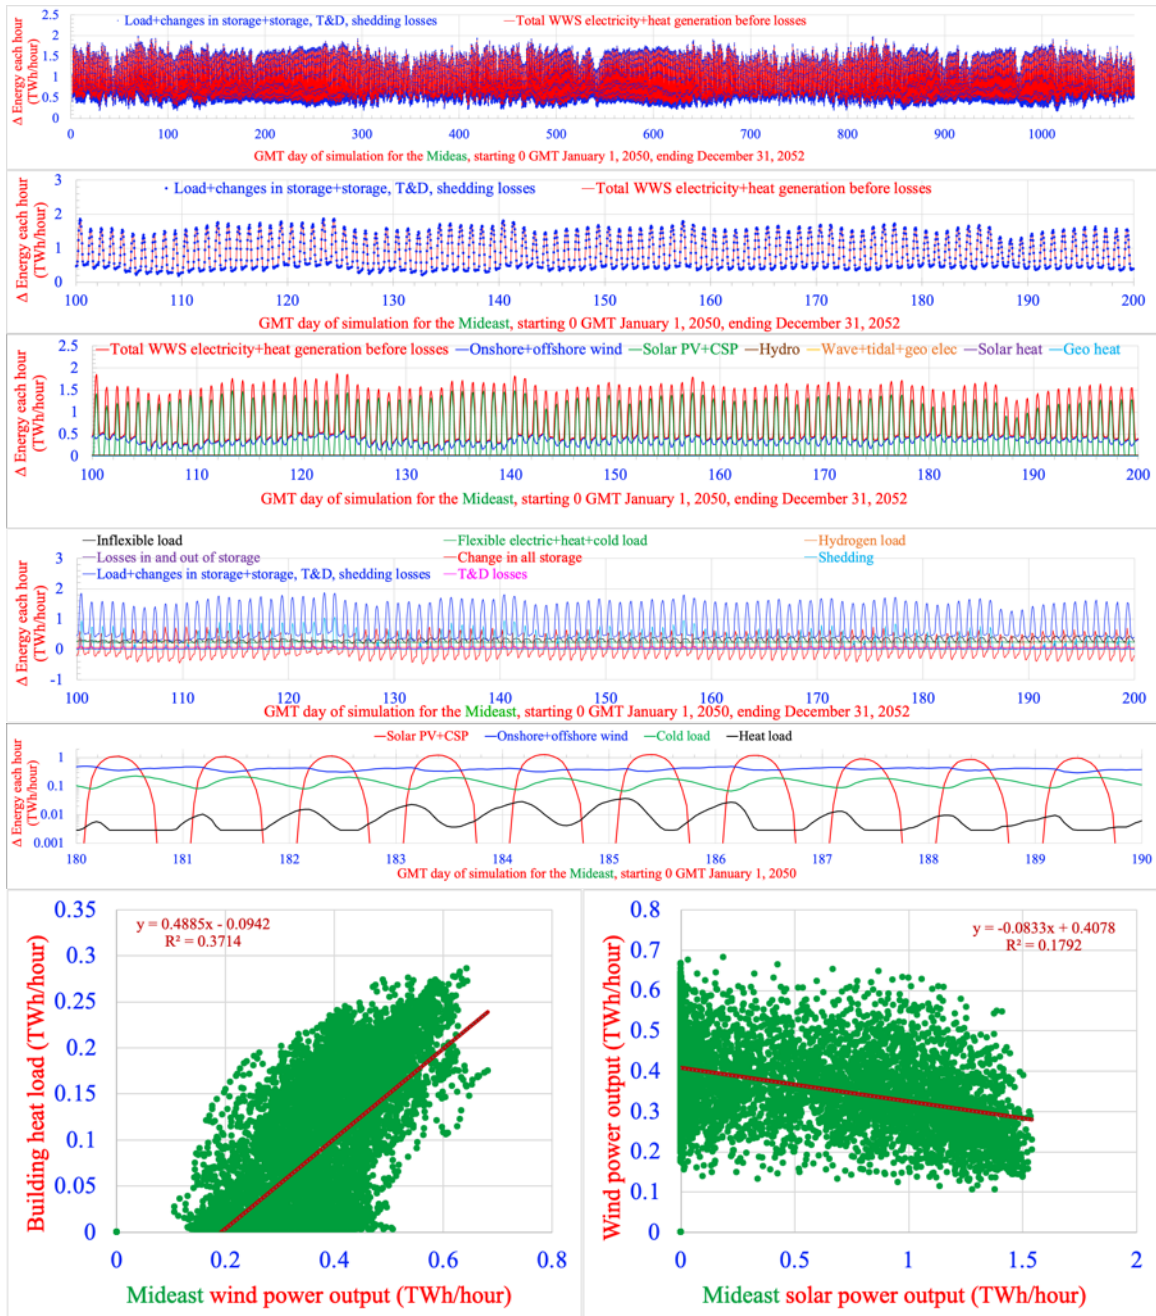 Load+changes in storage+storage, T&D, shedding losses Total WWS electricity+heat generation before losses
Δ Energy each hour
(TWh/hour)
2.5
2
1.5
1
0.5
0
0 100 200 300 400 500 600 700 800 900 1000
GMT day of simulation for the Mideas, starting 0 GMT January 1, 2050, ending December 31, 2052
Load+changes in storage+storage, T&D, shedding losses Total WWS electricity+heat generation before losses
Δ Energy each hour
(TWh/hour)
3
2
1
0
100 110 120 130 140 150 160 170 180 190 200
GMT day of simulation for the Mideast, starting 0 GMT January 1, 2050, ending December 31, 2052
Total WWS electricity+heat generation before losses Onshore+offshore wind Solar PV+CSP Hydro Wave+tidal+geo elec Solar heat Geo heat
Δ Energy each hour
(TWh/hour)
2.5
2
1.5
1
0.5
0
100 110 120 130 140 150 160 170 180 190 200
GMT day of simulation for the Mideast, starting 0 GMT January 1, 2050, ending December 31, 2052
Inflexible load Flexible electric+heat+cold load Hydrogen load
Losses in and out of storage Change in all storage Shedding
Load+changes in storage+storage, T&D, shedding losses T&D losses
Δ Energy each hour
(TWh/hour)
3
2
1
0
-1
100 110 120 130 140 150 160 170 180 190 200
GMT day of simulation for the Mideast, starting 0 GMT January 1, 2050, ending December 31, 2052
Solar PV+CSP Onshore+offshore wind Cold load Heat load
Δ Energy each hour
(TWh/hour)
1
0.1
0.01
0.001
180 181 182 183 184 185 186 187 188 189 190
GMT day of simulation for the Mideast, starting 0 GMT January 1, 2050
y = 0.4885x - 0.0942
R² = 0.3714
Building heat load (TWh/hour)
0.35
0.3
0.25
0.2
0.15
0.1
0.05
0
0 0.2 0.4 0.6 0.8
Mideast wind power output (TWh/hour)
y = -0.0833x + 0.4078
R² = 0.1792
Wind power output (TWh/hour)
0.8
0.7
0.6
0.5
0.4
0.3
0.2
0.1
0
0 0.5 1 1.5 2
Mideast solar power output (TWh/hour)